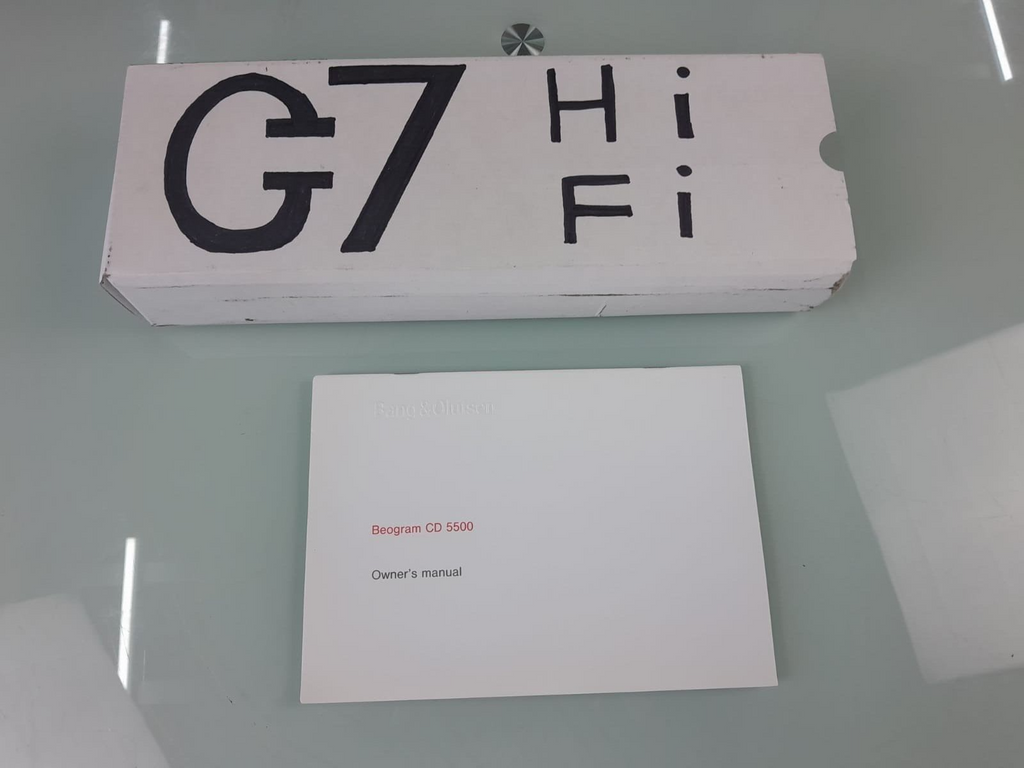 G7
Hi
Fi
Bang & Olufsen
Beogram CD 5500
Owner's manual